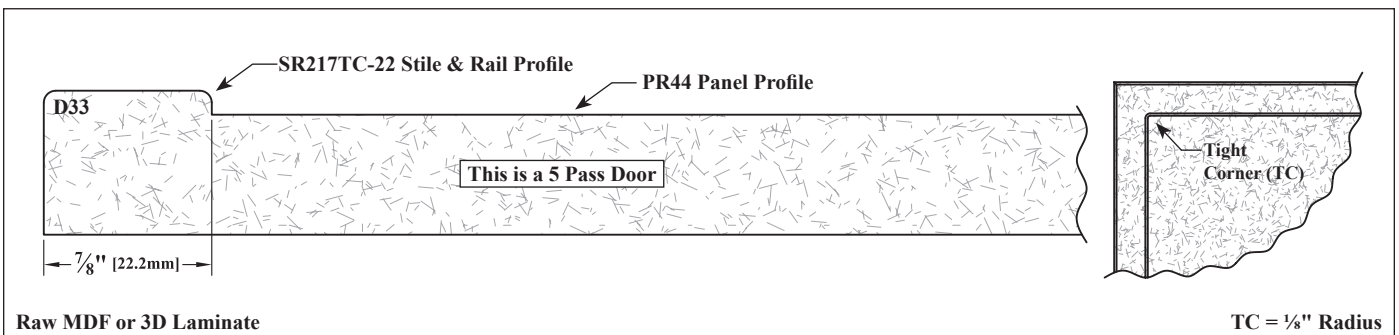 SR217TC-22 Stile & Rail Profile
PR44 Panel Profile
D33
This is a 5 Pass Door
Tight
Corner (TC)
⅞" [22.2mm]
Raw MDF or 3D Laminate
TC = ⅛" Radius